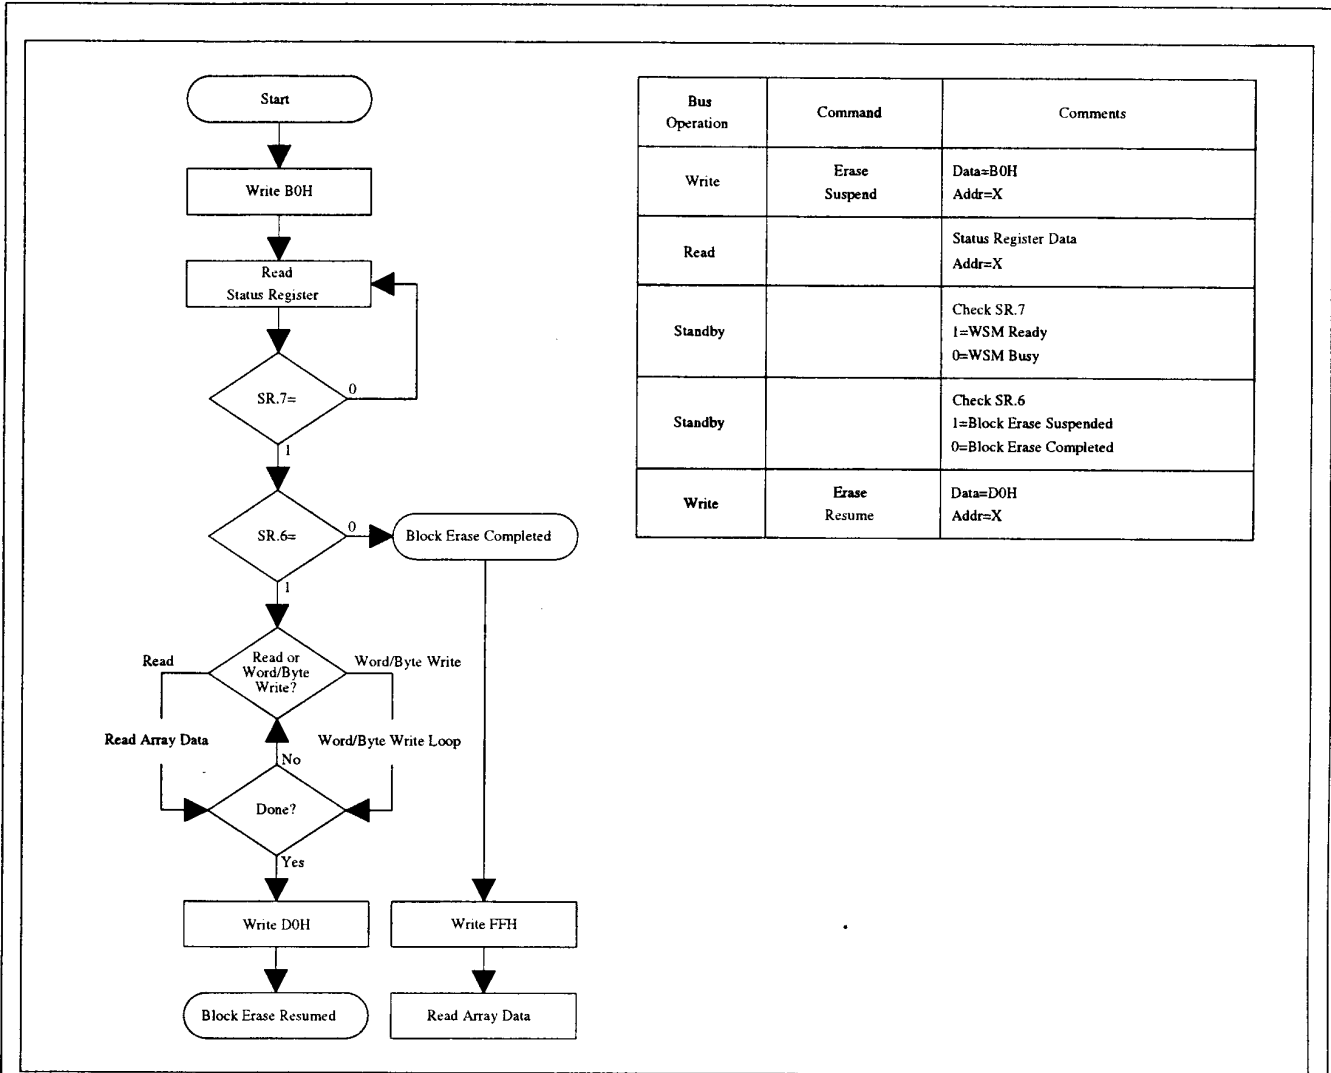 Start
Write B0H
Read
Status Register
SR.7=
0
1
SR.6=
0
Block Erase Completed
1
Read
Read or
Word/Byte
Write?
Word/Byte Write
Read Array Data
Word/Byte Write Loop
No
Done?
Yes
Write D0H
Write FFH
Block Erase Resumed
Read Array Data
Bus
Operation
Command
Comments
Write
Erase
Suspend
Data=B0H
Addr=X
Read
Status Register Data
Addr=X
Standby
Check SR.7
1=WSM Ready
0=WSM Busy
Standby
Check SR.6
1=Block Erase Suspended
0=Block Erase Completed
Write
Erase
Resume
Data=D0H
Addr=X